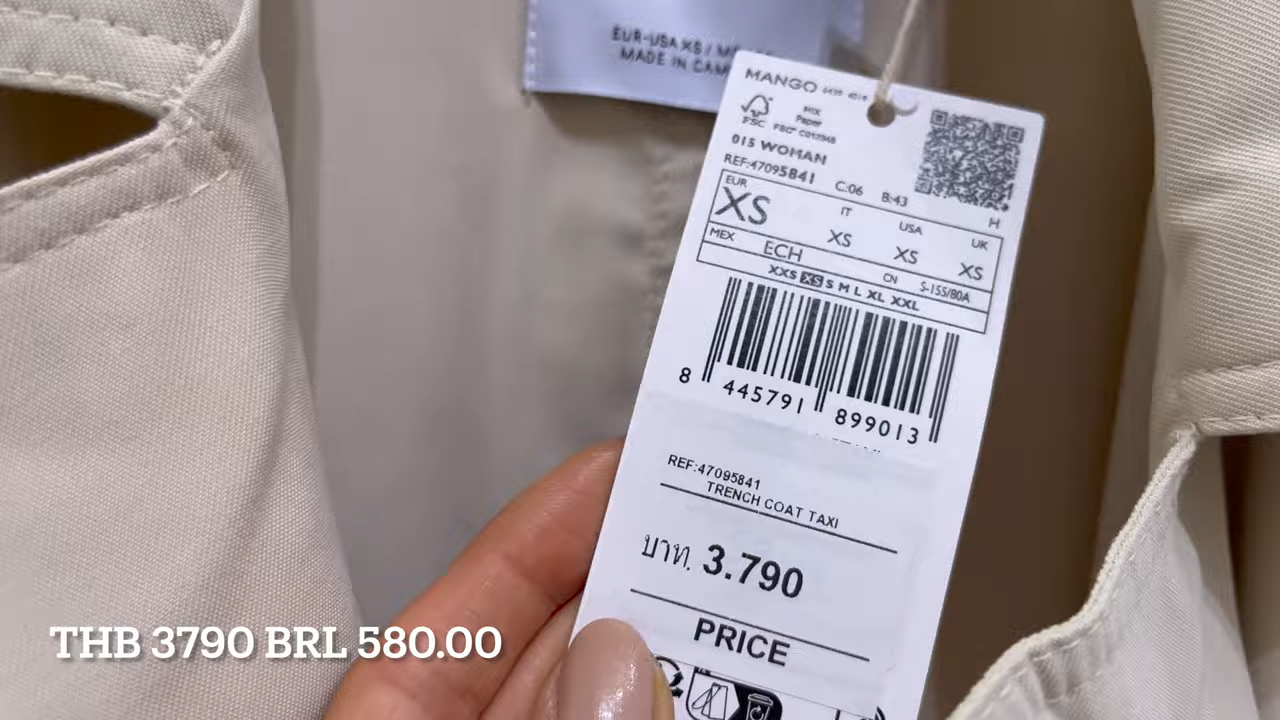 EUR-USA XS / M
MADE IN CAM
MANGO
FSC
MIX
Paper
FSC® C017348
015 WOMAN
REF:47095841 C:06 B:43
H
EUR XS
IT XS
USA XS
UK XS
MEX ECH
CN S-155/80A
XXS XS S M L XL XXL
8 445791 899013
REF:47095841
TRENCH COAT TAXI
บาท. 3.790
PRICE
THB 3790 BRL 580.00